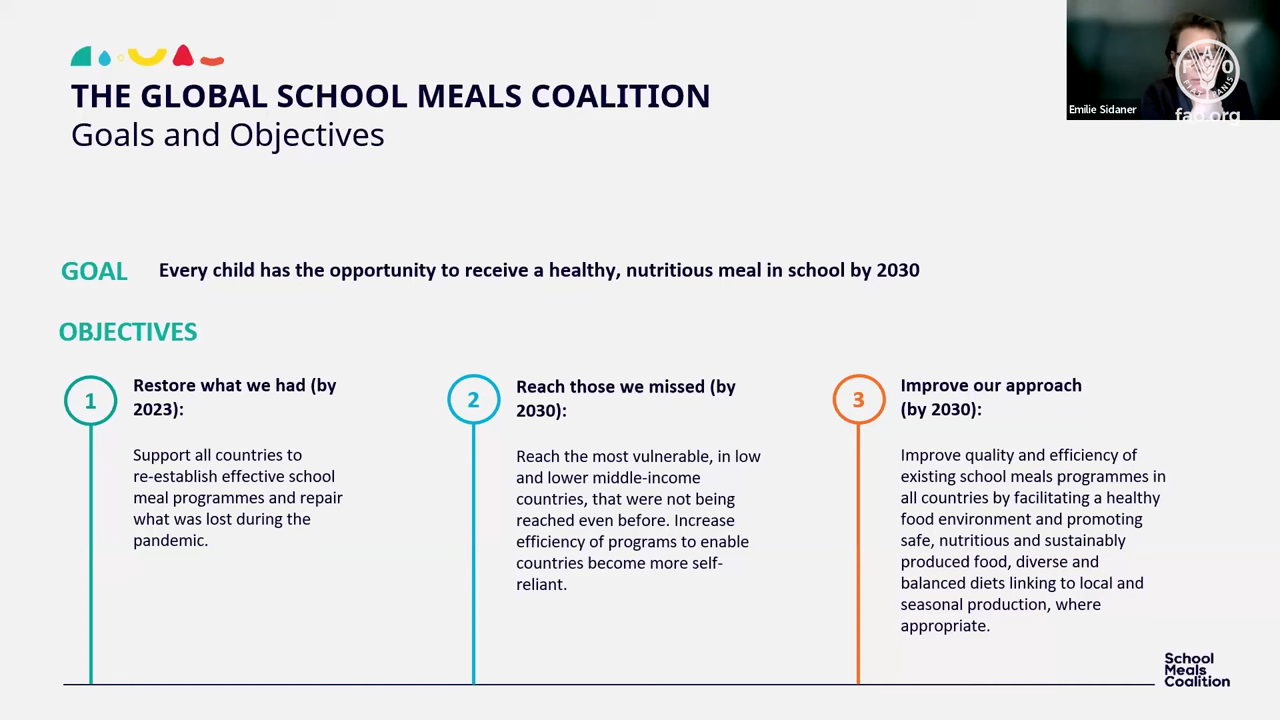 THE GLOBAL SCHOOL MEALS COALITION
Goals and Objectives
Emilie Sidaner
FAO
fao.org
GOAL
Every child has the opportunity to receive a healthy, nutritious meal in school by 2030
OBJECTIVES
1
Restore what we had (by
2023):
Support all countries to
re-establish effective school
meal programmes and repair
what was lost during the
pandemic.
2
Reach those we missed (by
2030):
Reach the most vulnerable, in low
and lower middle-income
countries, that were not being
reached even before. Increase
efficiency of programs to enable
countries become more self-
reliant.
3
Improve our approach
(by 2030):
Improve quality and efficiency of
existing school meals programmes in
all countries by facilitating a healthy
food environment and promoting
safe, nutritious and sustainably
produced food, diverse and
balanced diets linking to local and
seasonal production, where
appropriate.
School
Meals
Coalition